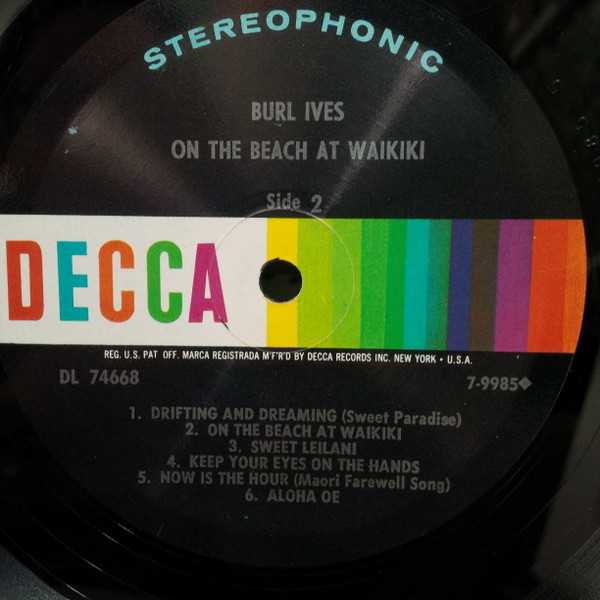 STEREOPHONIC
BURL IVES
ON THE BEACH AT WAIKIKI
Side 2
DECCA
REG. U.S. PAT OFF. MARCA REGISTRADA M'F'R'D BY DECCA RECORDS INC. NEW YORK • U.S.A.
DL 74668
7-9985◆
1. DRIFTING AND DREAMING (Sweet Paradise)
2. ON THE BEACH AT WAIKIKI
3. SWEET LEILANI
4. KEEP YOUR EYES ON THE HANDS
5. NOW IS THE HOUR (Maori Farewell Song)
6. ALOHA OE